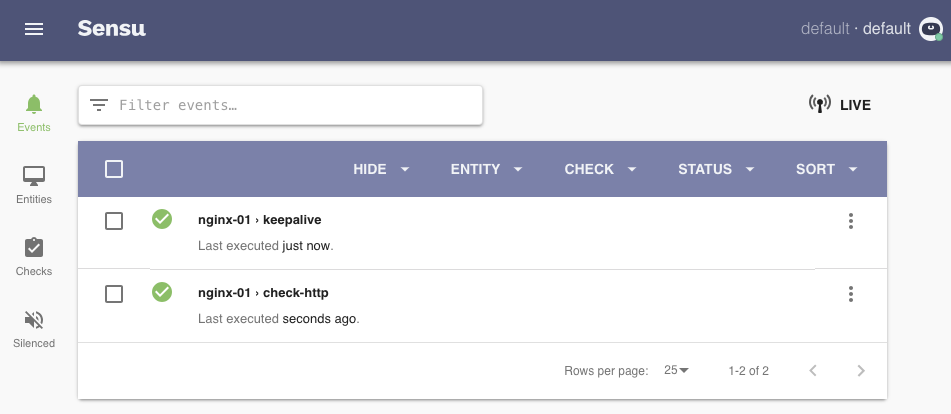 Sensu
default · default
Events
Entities
Checks
Silenced
Filter events…
LIVE
HIDE ENTITY CHECK STATUS SORT
nginx-01 › keepalive
Last executed just now.
nginx-01 › check-http
Last executed seconds ago.
Rows per page: 25 1-2 of 2